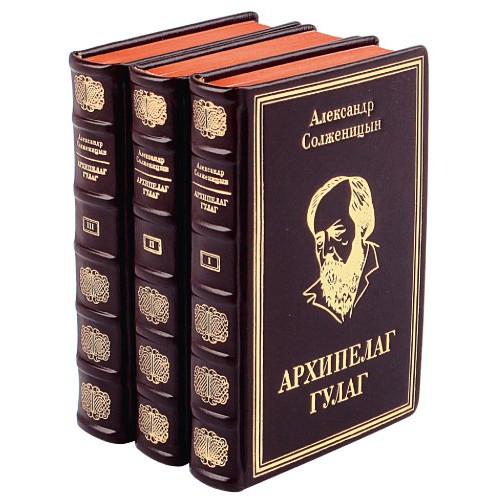 Александр
Солженицын
АРХИПЕЛАГ
ГУЛАГ
III
Александр
Солженицын
АРХИПЕЛАГ
ГУЛАГ
II
Александр
Солженицын
АРХИПЕЛАГ
ГУЛАГ
I
Александр
Солженицын
АРХИПЕЛАГ
ГУЛАГ